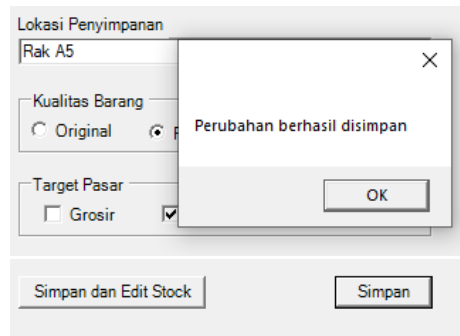 Lokasi Penyimpanan
Rak A5
Kualitas Barang
Original
Perubahan berhasil disimpan
Target Pasar
Grosir
OK
Simpan dan Edit Stock
Simpan